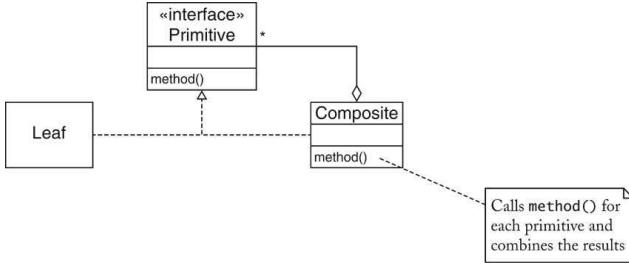 «interface»
Primitive
*
method()
Leaf
Composite
method()
Calls method() for
each primitive and
combines the results